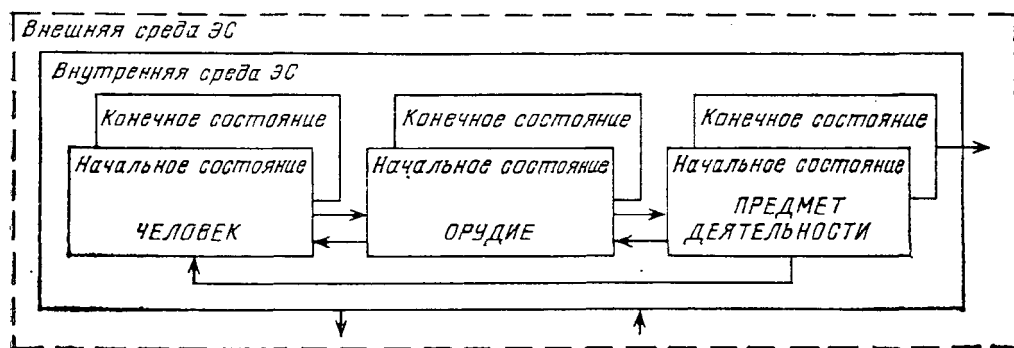 Внешняя среда ЭС
Внутренняя среда ЭС
Конечное состояние
Начальное состояние
ЧЕЛОВЕК
Конечное состояние
Начальное состояние
ОРУДИЕ
Конечное состояние
Начальное состояние
ПРЕДМЕТ
ДЕЯТЕЛЬНОСТИ